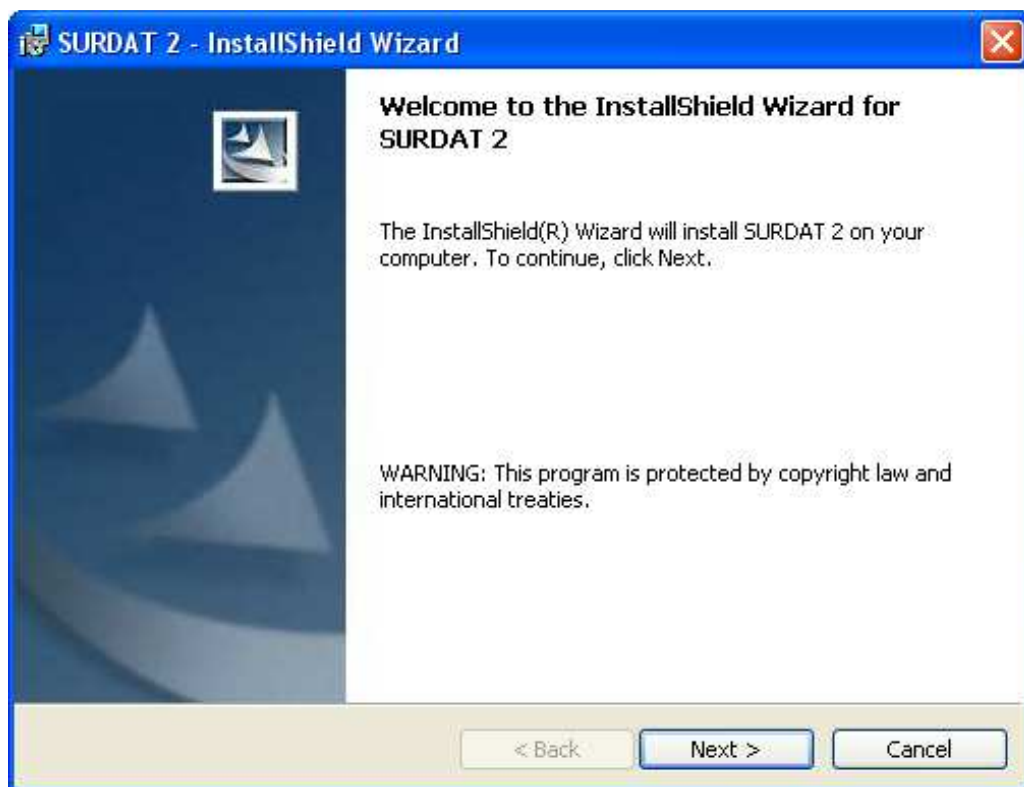 SURDAT 2 - InstallShield Wizard
Welcome to the InstallShield Wizard for
SURDAT 2
The InstallShield(R) Wizard will install SURDAT 2 on your
computer. To continue, click Next.
WARNING: This program is protected by copyright law and
international treaties.
< Back
Next >
Cancel